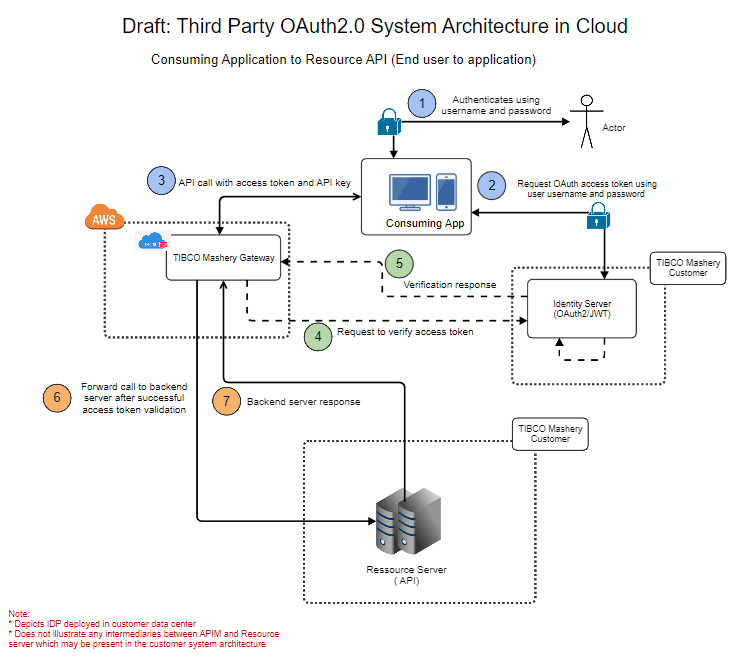 Draft: Third Party OAuth2.0 System Architecture in Cloud
Consuming Application to Resource API (End user to application)
1
Authenticates using
username and password
Actor
3
API call with access token and API key
2
Request OAuth access token using
user username and password
Consuming App
AWS
TIBCO Mashery Gateway
5
Verification response
TIBCO Mashery
Customer
Identity Server
(OAuth2/JWT)
4
Request to verify access token
6
Forward call to backend
server after successful
access token validation
7
Backend server response
TIBCO Mashery
Customer
Ressource Server
(API)
Note:
* Depicts IDP deployed in customer data center
* Does not illustrate any intermediaries between APIM and Resource
server which may be present in the customer system architecture